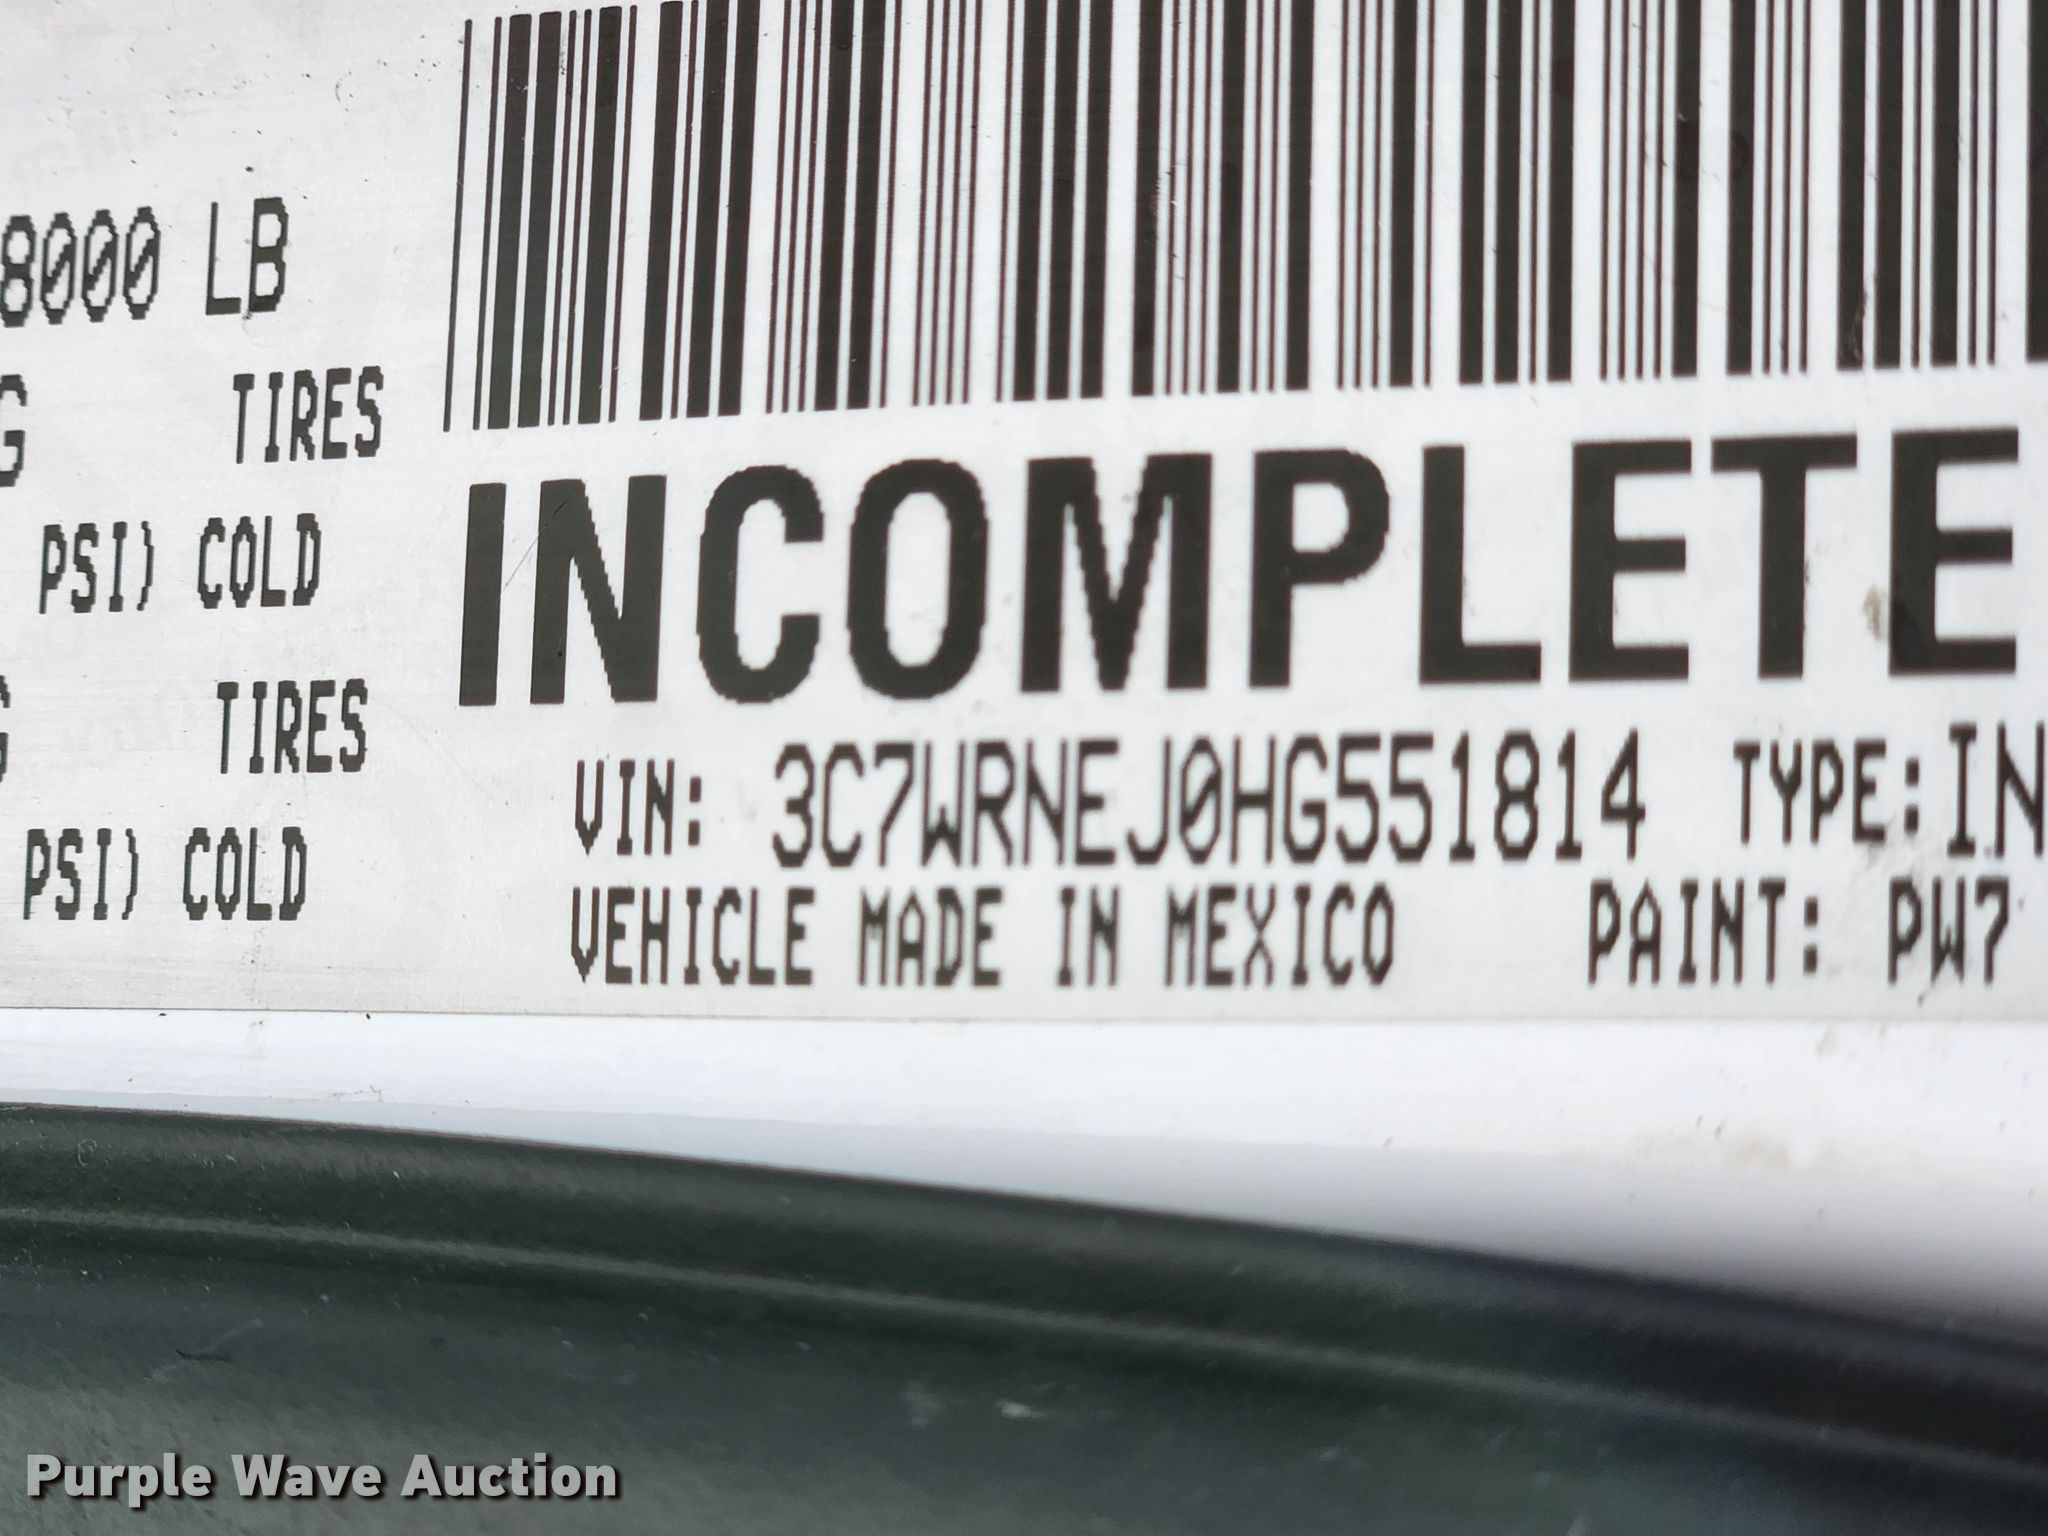 8000 LB
G TIRES
PSI) COLD
G TIRES
PSI) COLD
INCOMPLETE
VIN: 3C7WRNEJ0HG551814 TYPE: IN
VEHICLE MADE IN MEXICO PAINT: PW7
Purple Wave Auction